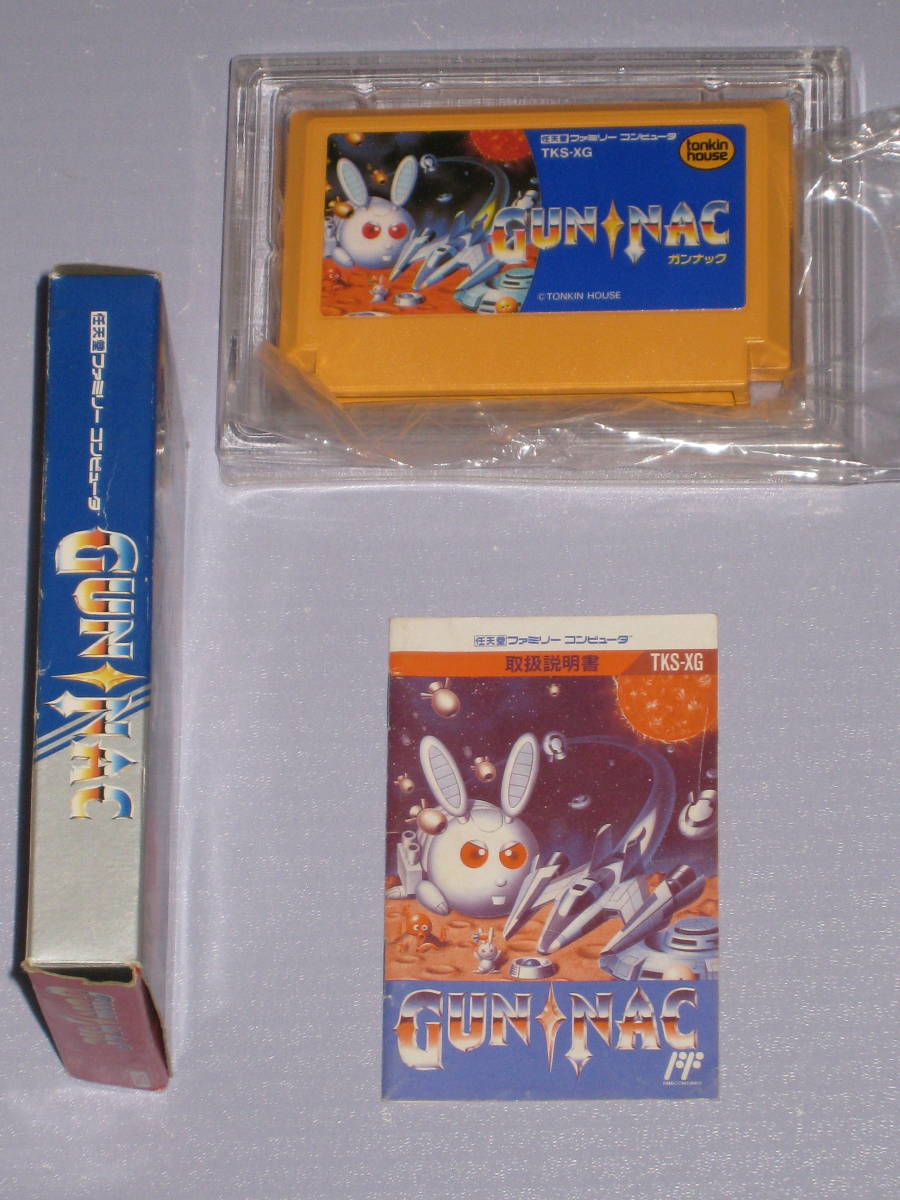 任天堂 ファミリー コンピュータ
TKS-XG
tonkin
house
GUN NAC
ガンナック
© TONKIN HOUSE
任天堂 ファミリー コンピュータ
GUN NAC
任天堂 ファミリー コンピュータ
取扱説明書
TKS-XG
GUN NAC